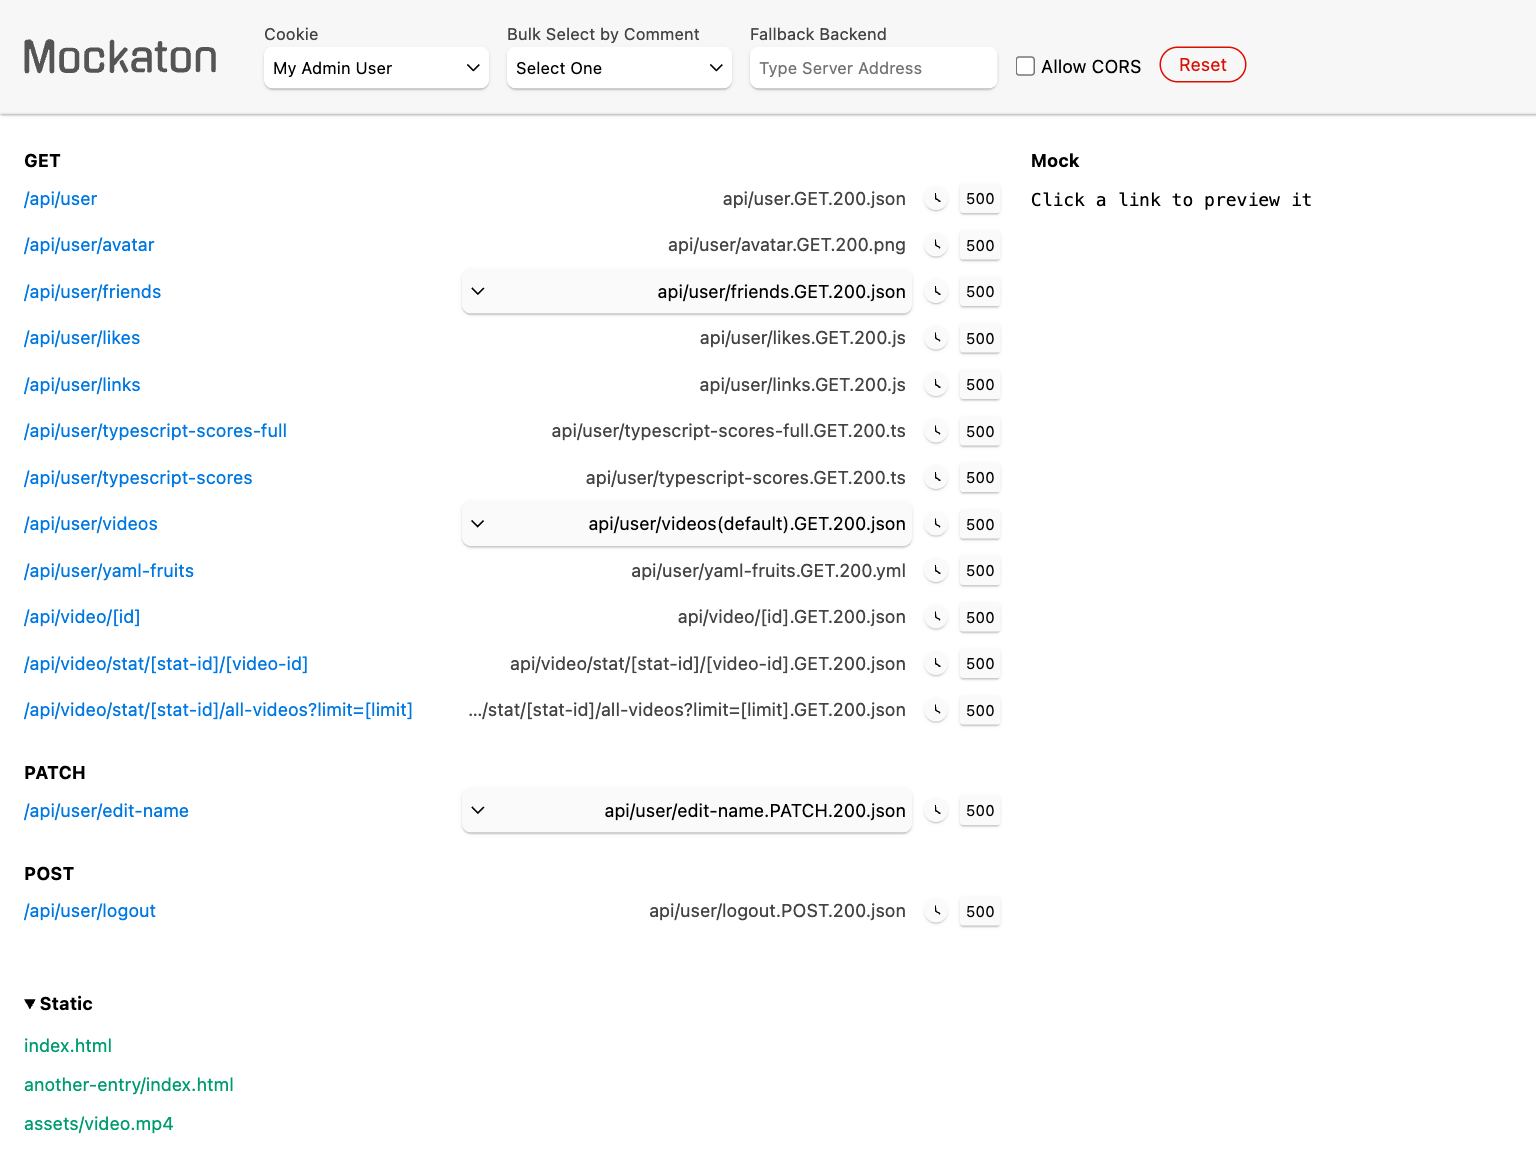 Mockaton
Cookie
My Admin User
Bulk Select by Comment
Select One
Fallback Backend
Type Server Address
Allow CORS
Reset
GET
/api/user api/user.GET.200.json 500
/api/user/avatar api/user/avatar.GET.200.png 500
/api/user/friends api/user/friends.GET.200.json 500
/api/user/likes api/user/likes.GET.200.js 500
/api/user/links api/user/links.GET.200.js 500
/api/user/typescript-scores-full api/user/typescript-scores-full.GET.200.ts 500
/api/user/typescript-scores api/user/typescript-scores.GET.200.ts 500
/api/user/videos api/user/videos(default).GET.200.json 500
/api/user/yaml-fruits api/user/yaml-fruits.GET.200.yml 500
/api/video/[id] api/video/[id].GET.200.json 500
/api/video/stat/[stat-id]/[video-id] api/video/stat/[stat-id]/[video-id].GET.200.json 500
/api/video/stat/[stat-id]/all-videos?limit=[limit] .../stat/[stat-id]/all-videos?limit=[limit].GET.200.json 500
PATCH
/api/user/edit-name api/user/edit-name.PATCH.200.json 500
POST
/api/user/logout api/user/logout.POST.200.json 500
Static
index.html
another-entry/index.html
assets/video.mp4
Mock
Click a link to preview it